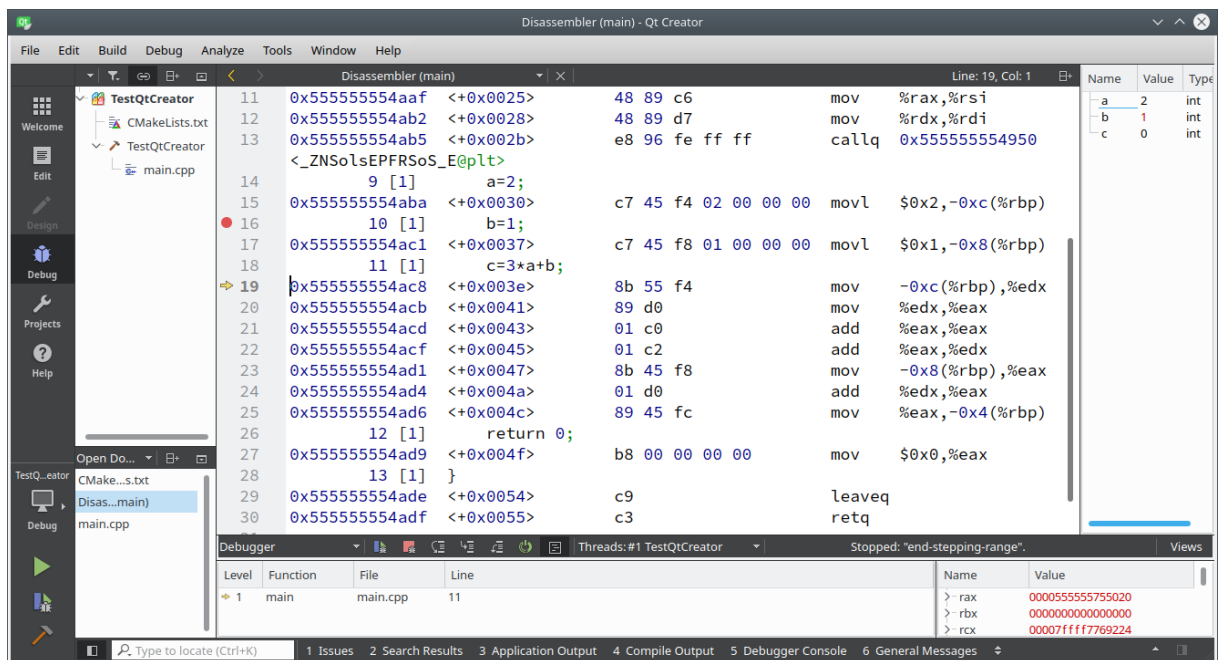 Disassembler (main) - Qt Creator
File Edit Build Debug Analyze Tools Window Help
Disassembler (main) Line: 19, Col: 1
Name Value Type
a 2 int
b 1 int
c 0 int
Welcome
Edit
Design
Debug
Projects
Help
TestQtCreator
CMakeLists.txt
TestQtCreator
main.cpp
11 0x555555554aaf <+0x0025> 48 89 c6 mov %rax,%rsi
12 0x555555554ab2 <+0x0028> 48 89 d7 mov %rdx,%rdi
13 0x555555554ab5 <+0x002b> e8 96 fe ff ff callq 0x555555554950
<_ZNSolsEPFRSoS_E@plt>
14 9 [1] a=2;
15 0x555555554aba <+0x0030> c7 45 f4 02 00 00 00 movl $0x2,-0xc(%rbp)
16 10 [1] b=1;
17 0x555555554ac1 <+0x0037> c7 45 f8 01 00 00 00 movl $0x1,-0x8(%rbp)
18 11 [1] c=3*a+b;
19 0x555555554ac8 <+0x003e> 8b 55 f4 mov -0xc(%rbp),%edx
20 0x555555554acb <+0x0041> 89 d0 mov %edx,%eax
21 0x555555554acd <+0x0043> 01 c0 add %eax,%eax
22 0x555555554acf <+0x0045> 01 c2 add %eax,%edx
23 0x555555554ad1 <+0x0047> 8b 45 f8 mov -0x8(%rbp),%eax
24 0x555555554ad4 <+0x004a> 01 d0 add %edx,%eax
25 0x555555554ad6 <+0x004c> 89 45 fc mov %eax,-0x4(%rbp)
26 12 [1] return 0;
27 0x555555554ad9 <+0x004f> b8 00 00 00 00 mov $0x0,%eax
28 13 [1] }
29 0x555555554ade <+0x0054> c9 leaveq
30 0x555555554adf <+0x0055> c3 retq
Open Do...
CMake...s.txt
Disas...main)
main.cpp
TestQ...eator
Debug
Debugger Threads: #1 TestQtCreator Stopped: "end-stepping-range". Views
Level Function File Line
1 main main.cpp 11
Name Value
rax 0000555555755020
rbx 0000000000000000
rcx 00007ffff7769224
Type to locate (Ctrl+K) 1 Issues 2 Search Results 3 Application Output 4 Compile Output 5 Debugger Console 6 General Messages